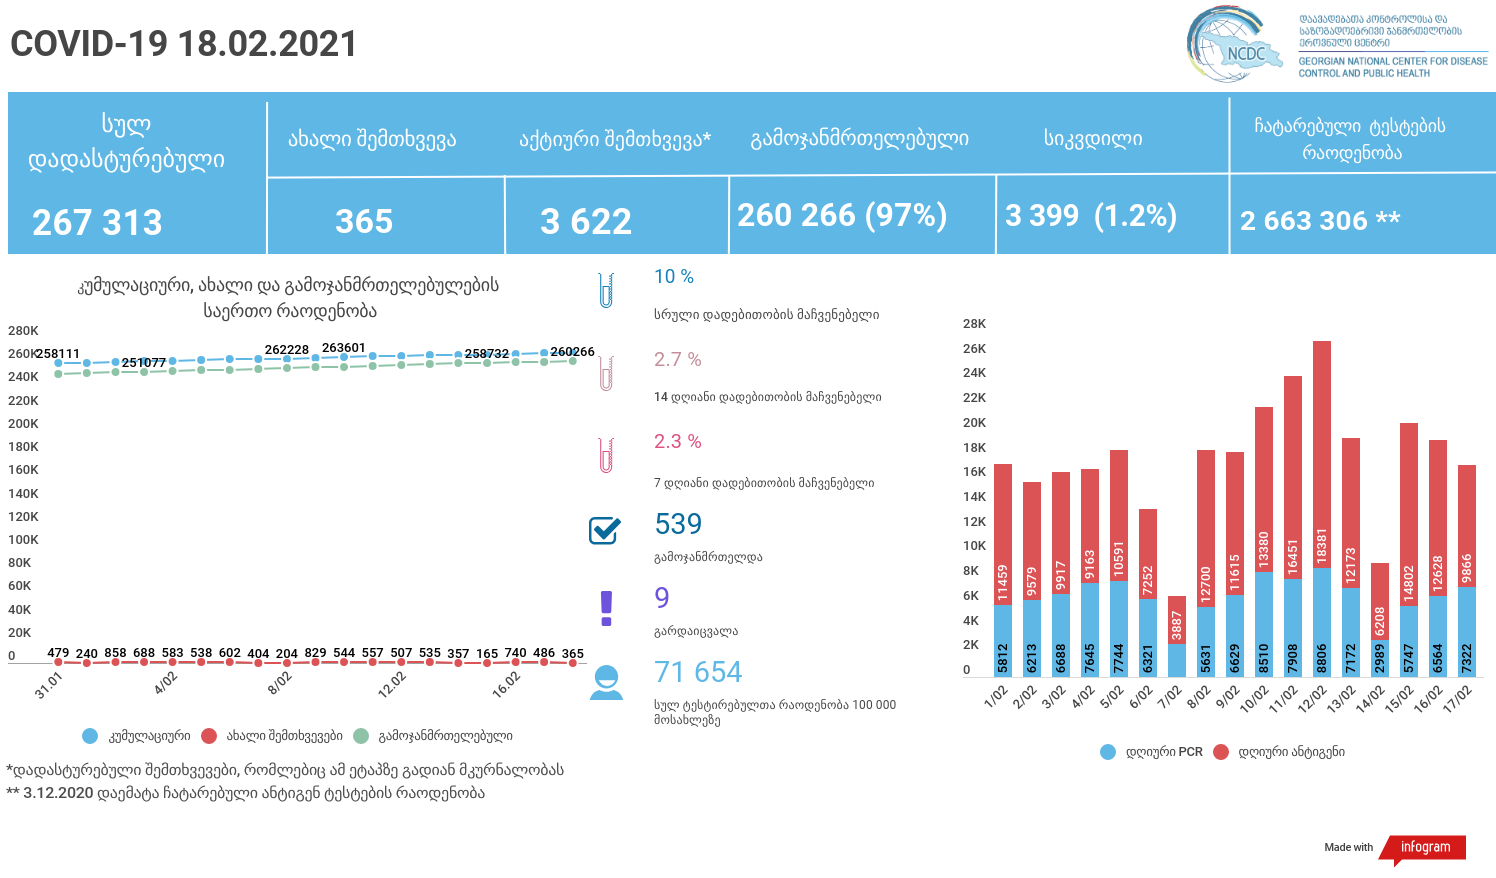 COVID-19 18.02.2021
NCDC
დაავადებათა კონტროლისა და
საზოგადოებრივი ჯანმრთელობის
ეროვნული ცენტრი
GEORGIAN NATIONAL CENTER FOR DISEASE
CONTROL AND PUBLIC HEALTH
სულ
დადასტურებული
267 313
ახალი შემთხვევა
365
აქტიური შემთხვევა*
3 622
გამოჯანმრთელებული
260 266 (97%)
სიკვდილი
3 399 (1.2%)
ჩატარებული ტესტების
რაოდენობა
2 663 306 **
კუმულაციური, ახალი და გამოჯანმრთელებულების
საერთო რაოდენობა
280K
260K
240K
220K
200K
180K
160K
140K
120K
100K
80K
60K
40K
20K
0
258111
251077
262228
263601
258732
260266
479 240 858 688 583 538 602 404 204 829 544 557 507 535 357 165 740 486 365
31.01 4/02 8/02 12.02 16.02
კუმულაციური ახალი შემთხვევები გამოჯანმრთელებული
*დადასტურებული შემთხვევები, რომლებიც ამ ეტაპზე გადიან მკურნალობას
** 3.12.2020 დაემატა ჩატარებული ანტიგენ ტესტების რაოდენობა
10 %
სრული დადებითობის მაჩვენებელი
2.7 %
14 დღიანი დადებითობის მაჩვენებელი
2.3 %
7 დღიანი დადებითობის მაჩვენებელი
539
გამოჯანმრთელდა
9
გარდაიცვალა
71 654
სულ ტესტირებულთა რაოდენობა 100 000
მოსახლეზე
28K
26K
24K
22K
20K
18K
16K
14K
12K
10K
8K
6K
4K
2K
0
11459 9579 9917 9163 10591 7252 3887 12700 11615 13380 16451 18381 12173 6208 14802 12628 9866
5812 6213 6688 7645 7744 6321 5631 6629 8510 7908 8806 7172 2989 5747 6564 7322
1/02 2/02 3/02 4/02 5/02 6/02 7/02 8/02 9/02 10/02 11/02 12/02 13/02 14/02 15/02 16/02 17/02
დღიური PCR დღიური ანტიგენი
Made with infogram